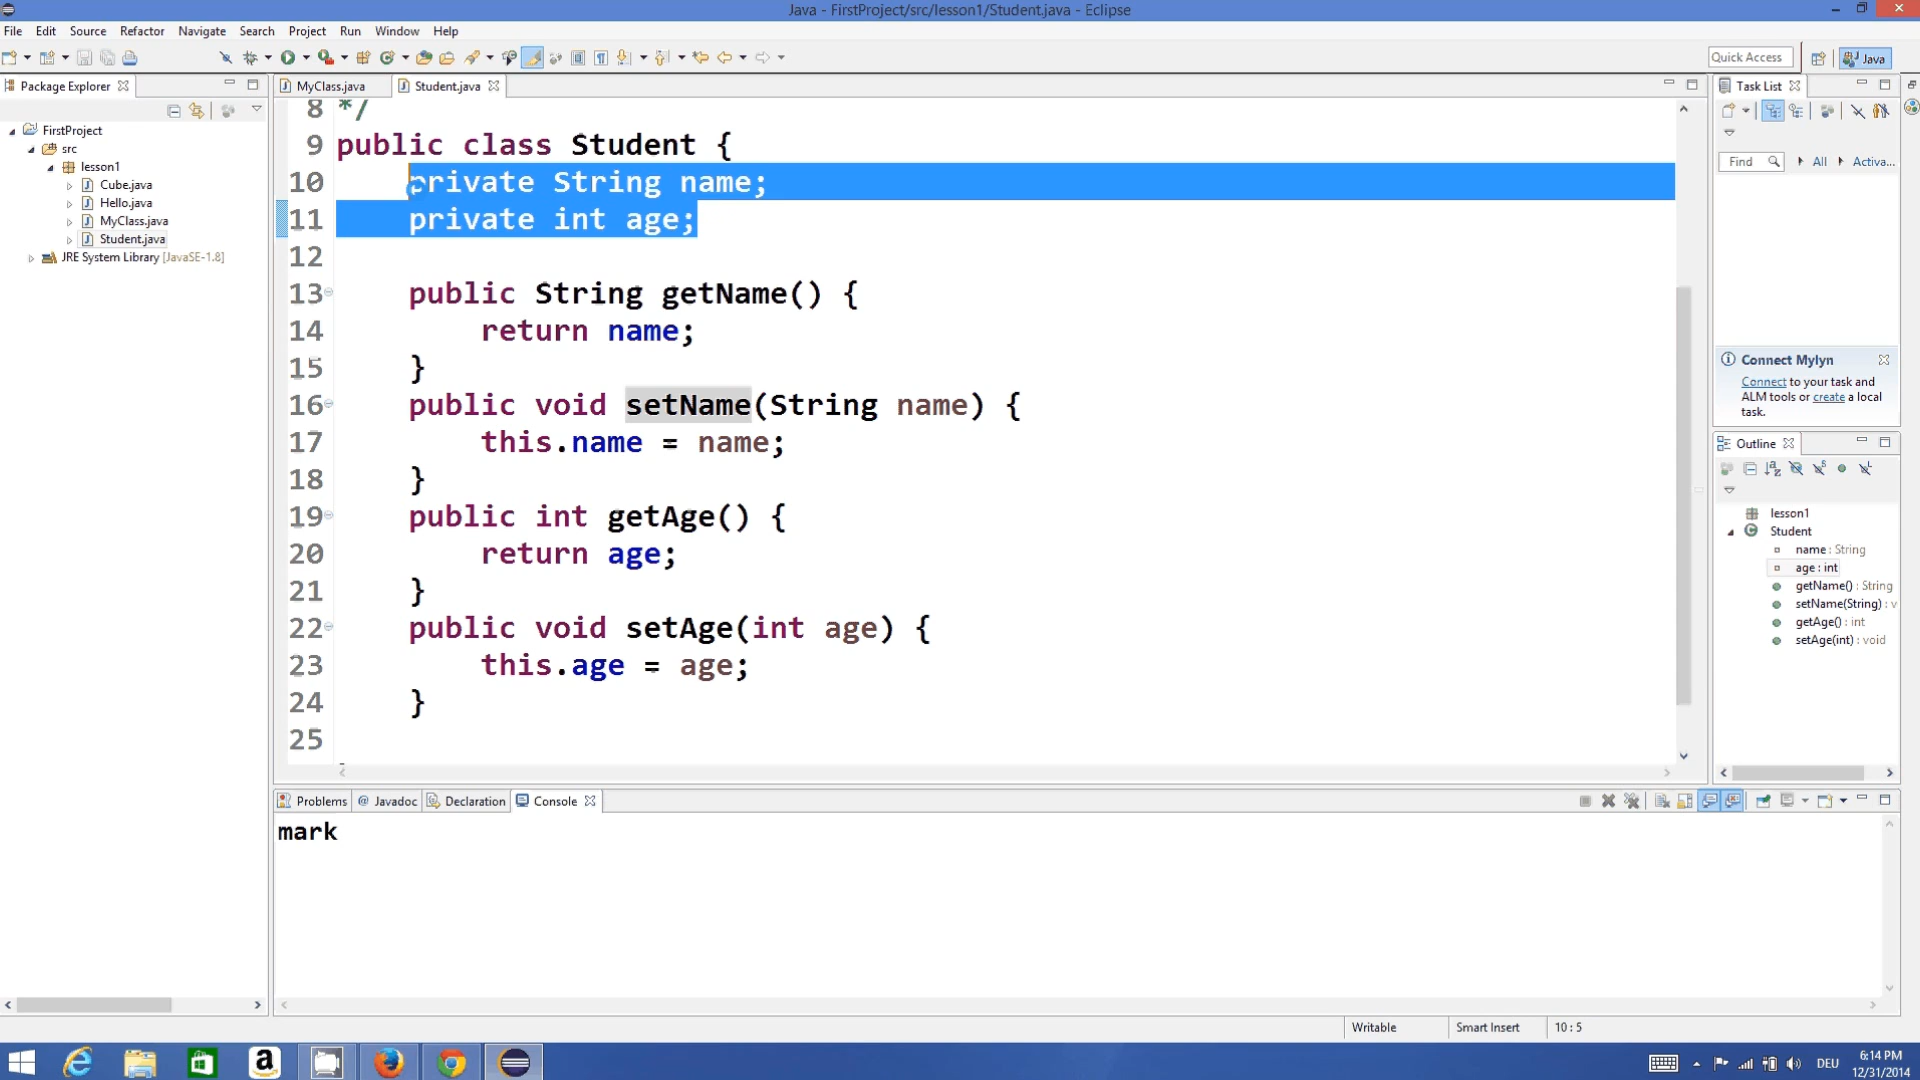 Java - FirstProject/src/lesson1/Student.java - Eclipse
File Edit Source Refactor Navigate Search Project Run Window Help
Quick Access
Java
Package Explorer
FirstProject
src
lesson1
Cube.java
Hello.java
MyClass.java
Student.java
JRE System Library [JavaSE-1.8]
MyClass.java
Student.java
8 */
9 public class Student {
10 private String name;
11 private int age;
12
13 public String getName() {
14 return name;
15 }
16 public void setName(String name) {
17 this.name = name;
18 }
19 public int getAge() {
20 return age;
21 }
22 public void setAge(int age) {
23 this.age = age;
24 }
25
Task List
Find All Activa...
Connect Mylyn
Connect to your task and
ALM tools or create a local
task.
Outline
lesson1
Student
name : String
age : int
getName() : String
setName(String) : v
getAge() : int
setAge(int) : void
Problems @ Javadoc Declaration Console
mark
Writable Smart Insert 10 : 5
DEU
6:14 PM
12/31/2014